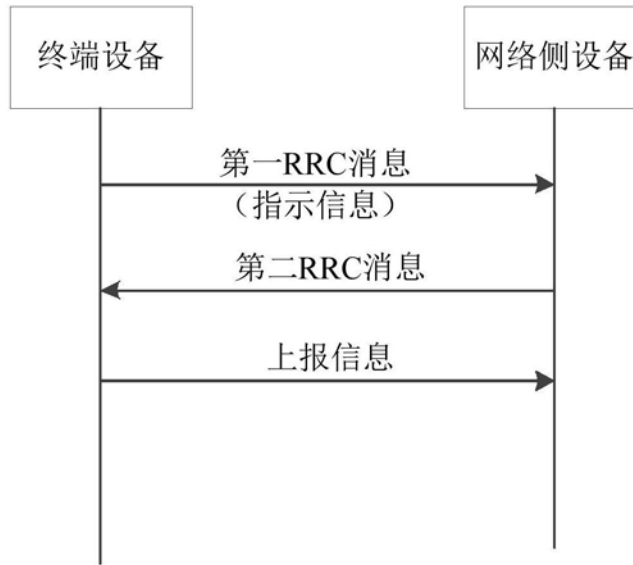 终端设备
网络侧设备
第一RRC消息
（指示信息）
第二RRC消息
上报信息